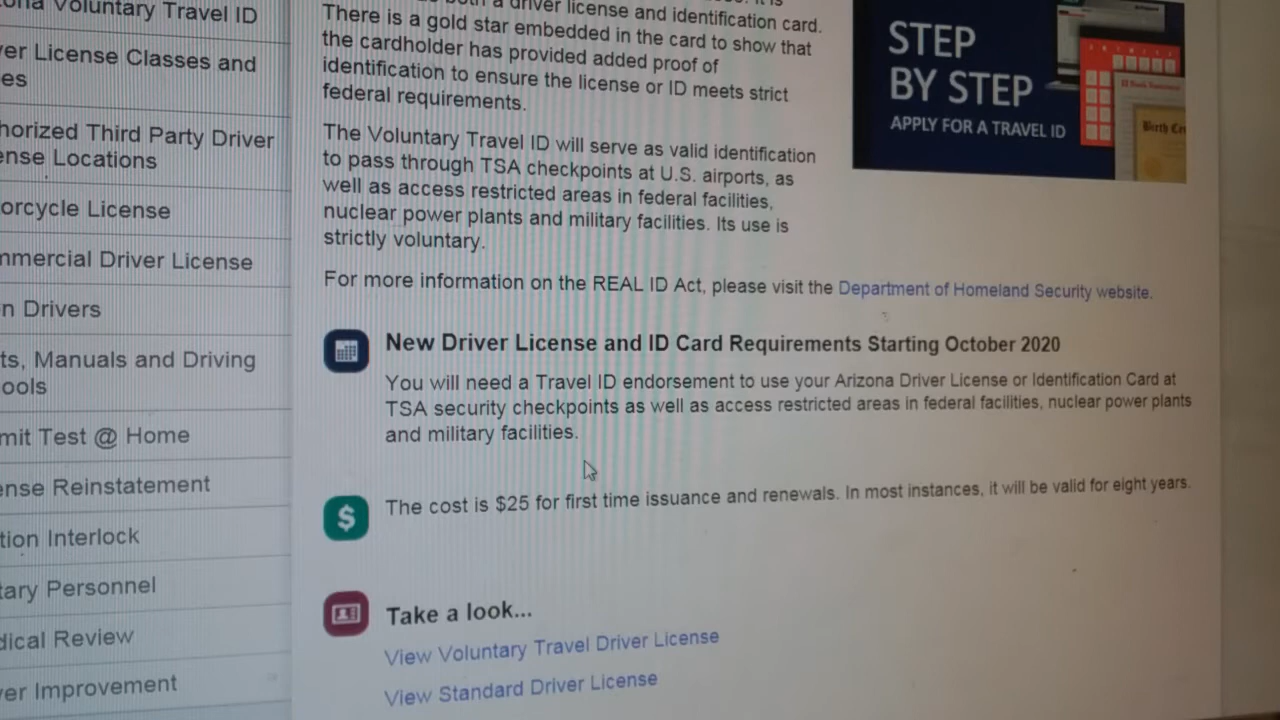 Voluntary Travel ID
er License Classes and
es
horized Third Party Driver
ense Locations
orcycle License
mmercial Driver License
n Drivers
ts, Manuals and Driving
ools
mit Test @ Home
ense Reinstatement
tion Interlock
tary Personnel
dical Review
er Improvement
a driver license and identification card.
There is a gold star embedded in the card to show that
the cardholder has provided added proof of
identification to ensure the license or ID meets strict
federal requirements.
The Voluntary Travel ID will serve as valid identification
to pass through TSA checkpoints at U.S. airports, as
well as access restricted areas in federal facilities,
nuclear power plants and military facilities. Its use is
strictly voluntary.
STEP
BY STEP
APPLY FOR A TRAVEL ID
Birth Cer
For more information on the REAL ID Act, please visit the Department of Homeland Security website.
New Driver License and ID Card Requirements Starting October 2020
You will need a Travel ID endorsement to use your Arizona Driver License or Identification Card at
TSA security checkpoints as well as access restricted areas in federal facilities, nuclear power plants
and military facilities.
$
The cost is $25 for first time issuance and renewals. In most instances, it will be valid for eight years.
Take a look...
View Voluntary Travel Driver License
View Standard Driver License